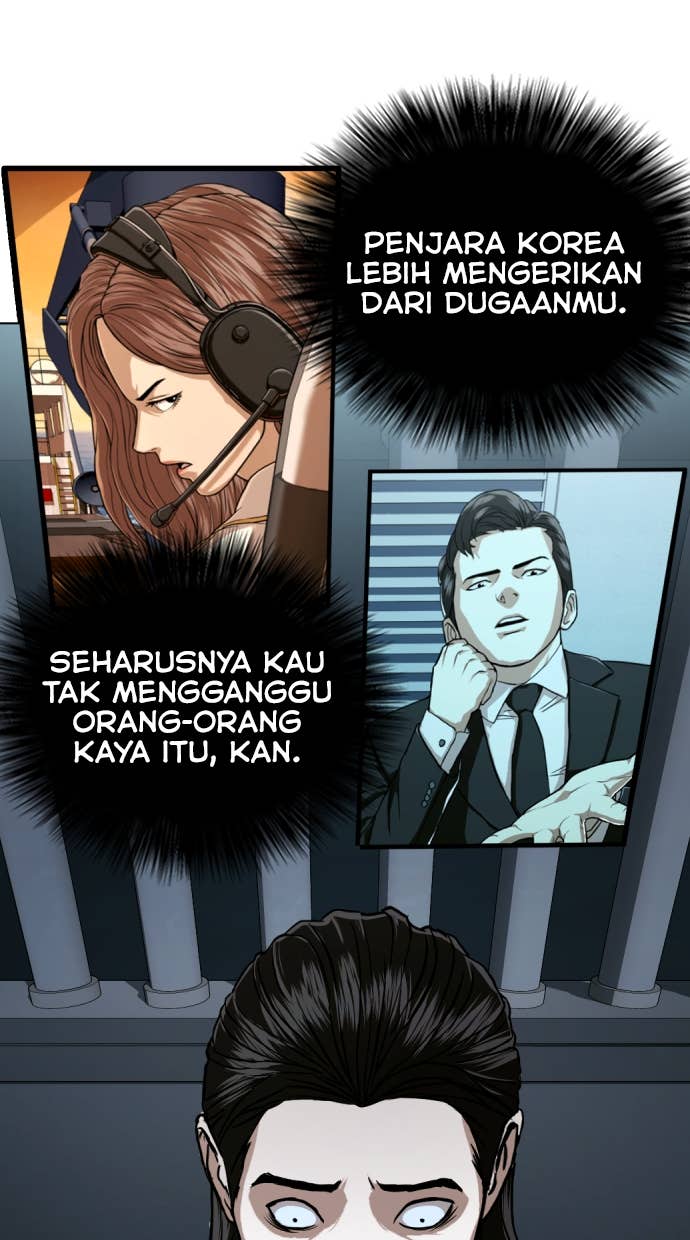 PENJARA KOREA
LEBIH MENGERIKAN
DARI DUGAANMU.
SEHARUSNYA KAU
TAK MENGGANGGU
ORANG-ORANG
KAYA ITU, KAN.